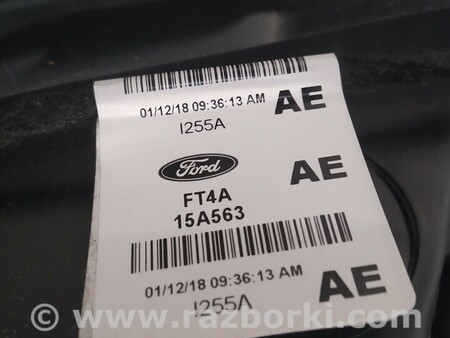 01/12/18 09:36:13 AM AE
I255A
Ford
FT4A AE
15A563
01/12/18 09:36:13 AM AE
I255A
© www.razborki.com